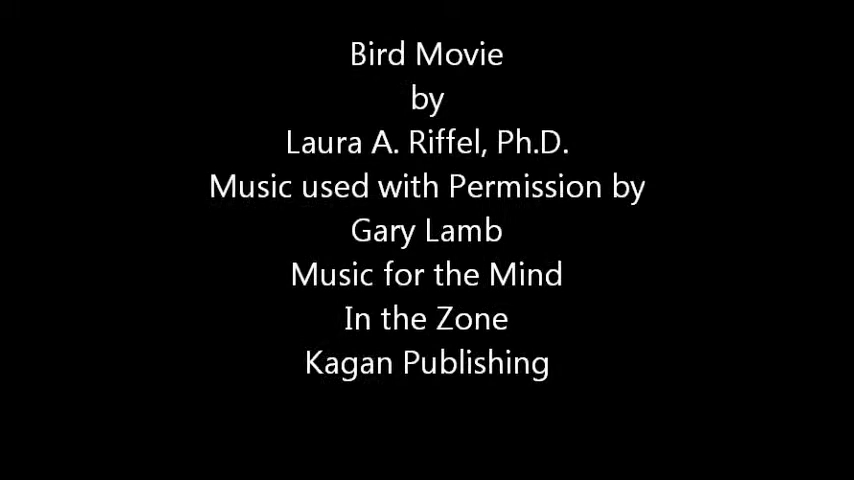 Bird Movie
by
Laura A. Riffel, Ph.D.
Music used with Permission by
Gary Lamb
Music for the Mind
In the Zone
Kagan Publishing